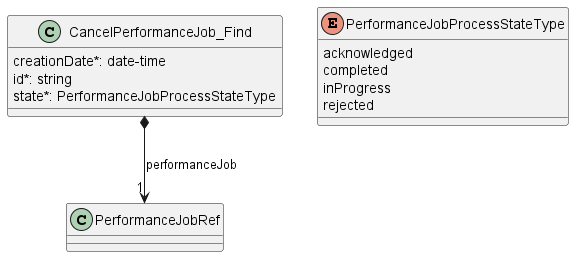 C CancelPerformanceJob_Find
creationDate*: date-time
id*: string
state*: PerformanceJobProcessStateType
E PerformanceJobProcessStateType
acknowledged
completed
inProgress
rejected
performanceJob
1
C PerformanceJobRef